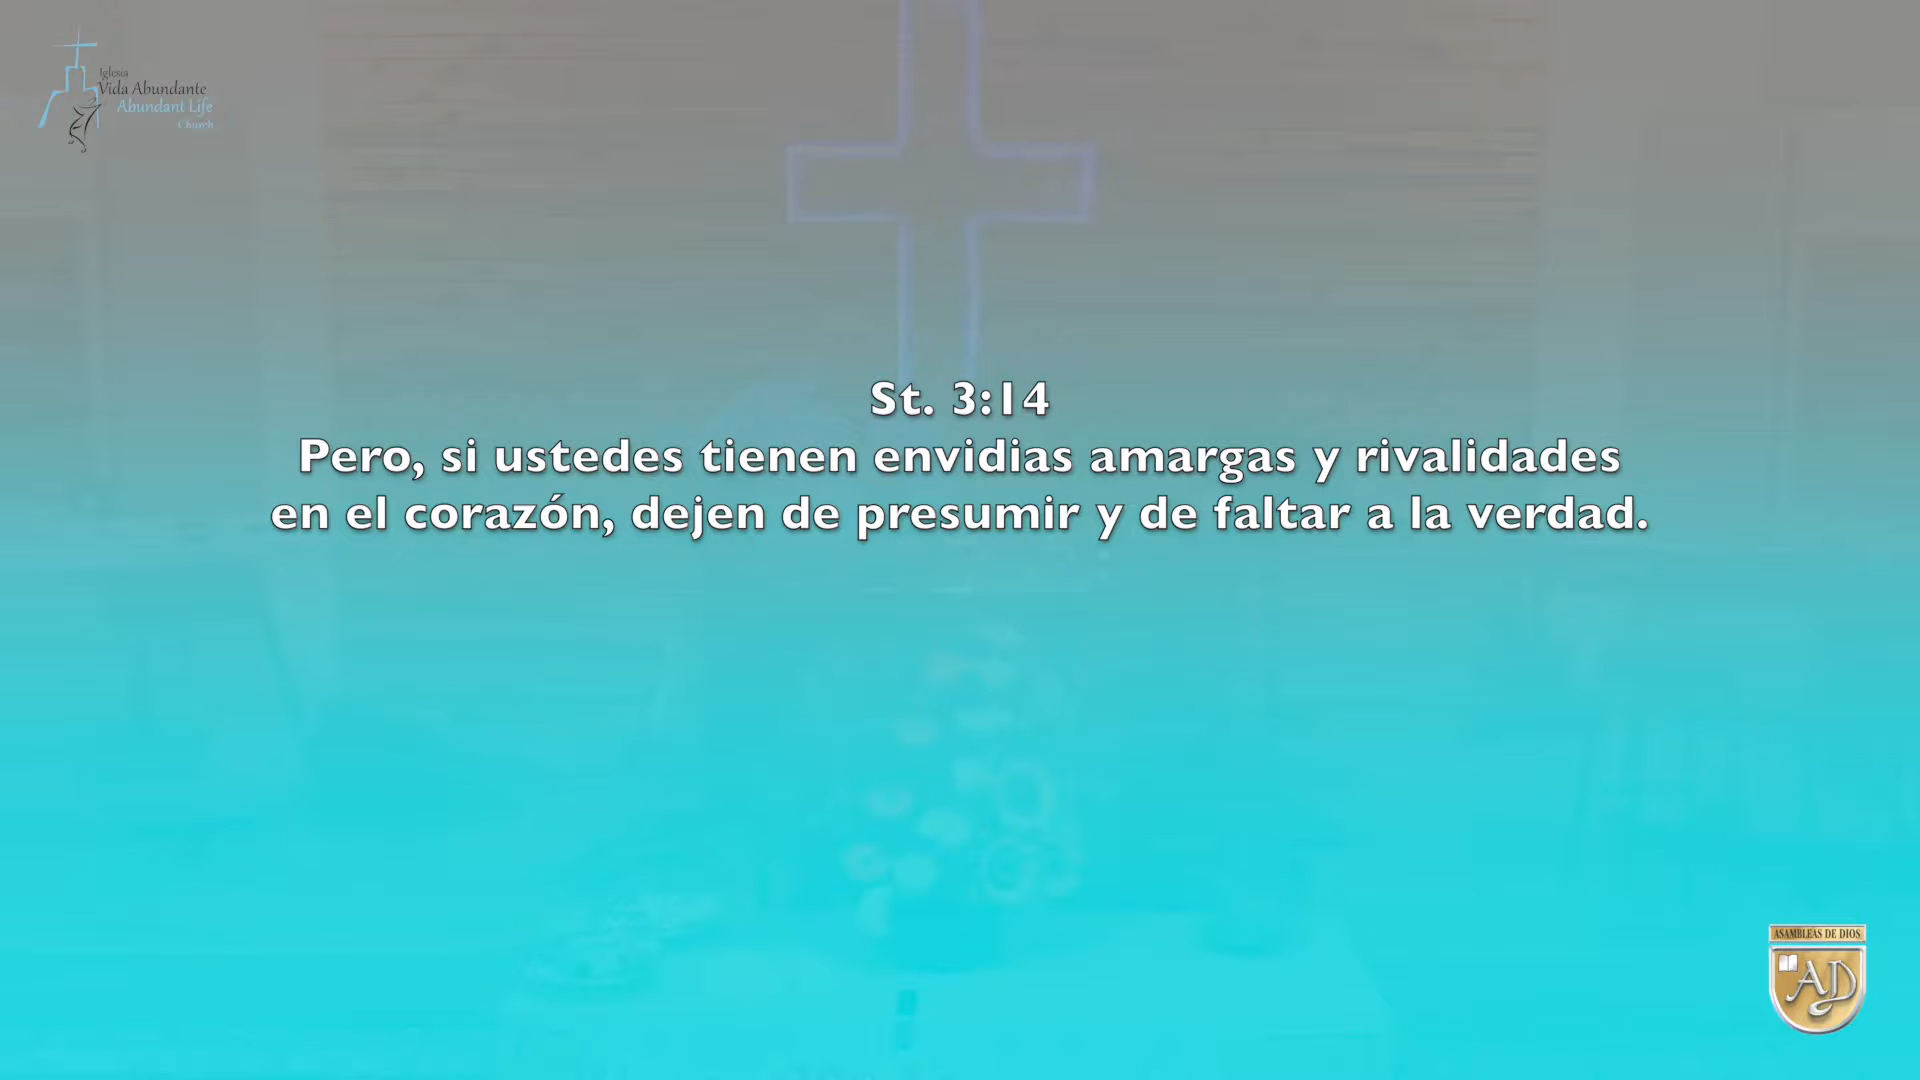 Iglesia
Vida Abundante
Abundant Life
Church
St. 3:14
Pero, si ustedes tienen envidias amargas y rivalidades
en el corazón, dejen de presumir y de faltar a la verdad.
ASAMBLEAS DE DIOS
AD